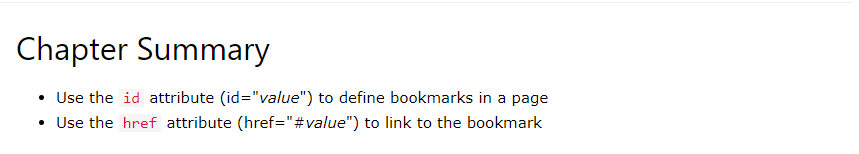 Chapter Summary
• Use the id attribute (id="value") to define bookmarks in a page
• Use the href attribute (href="#value") to link to the bookmark